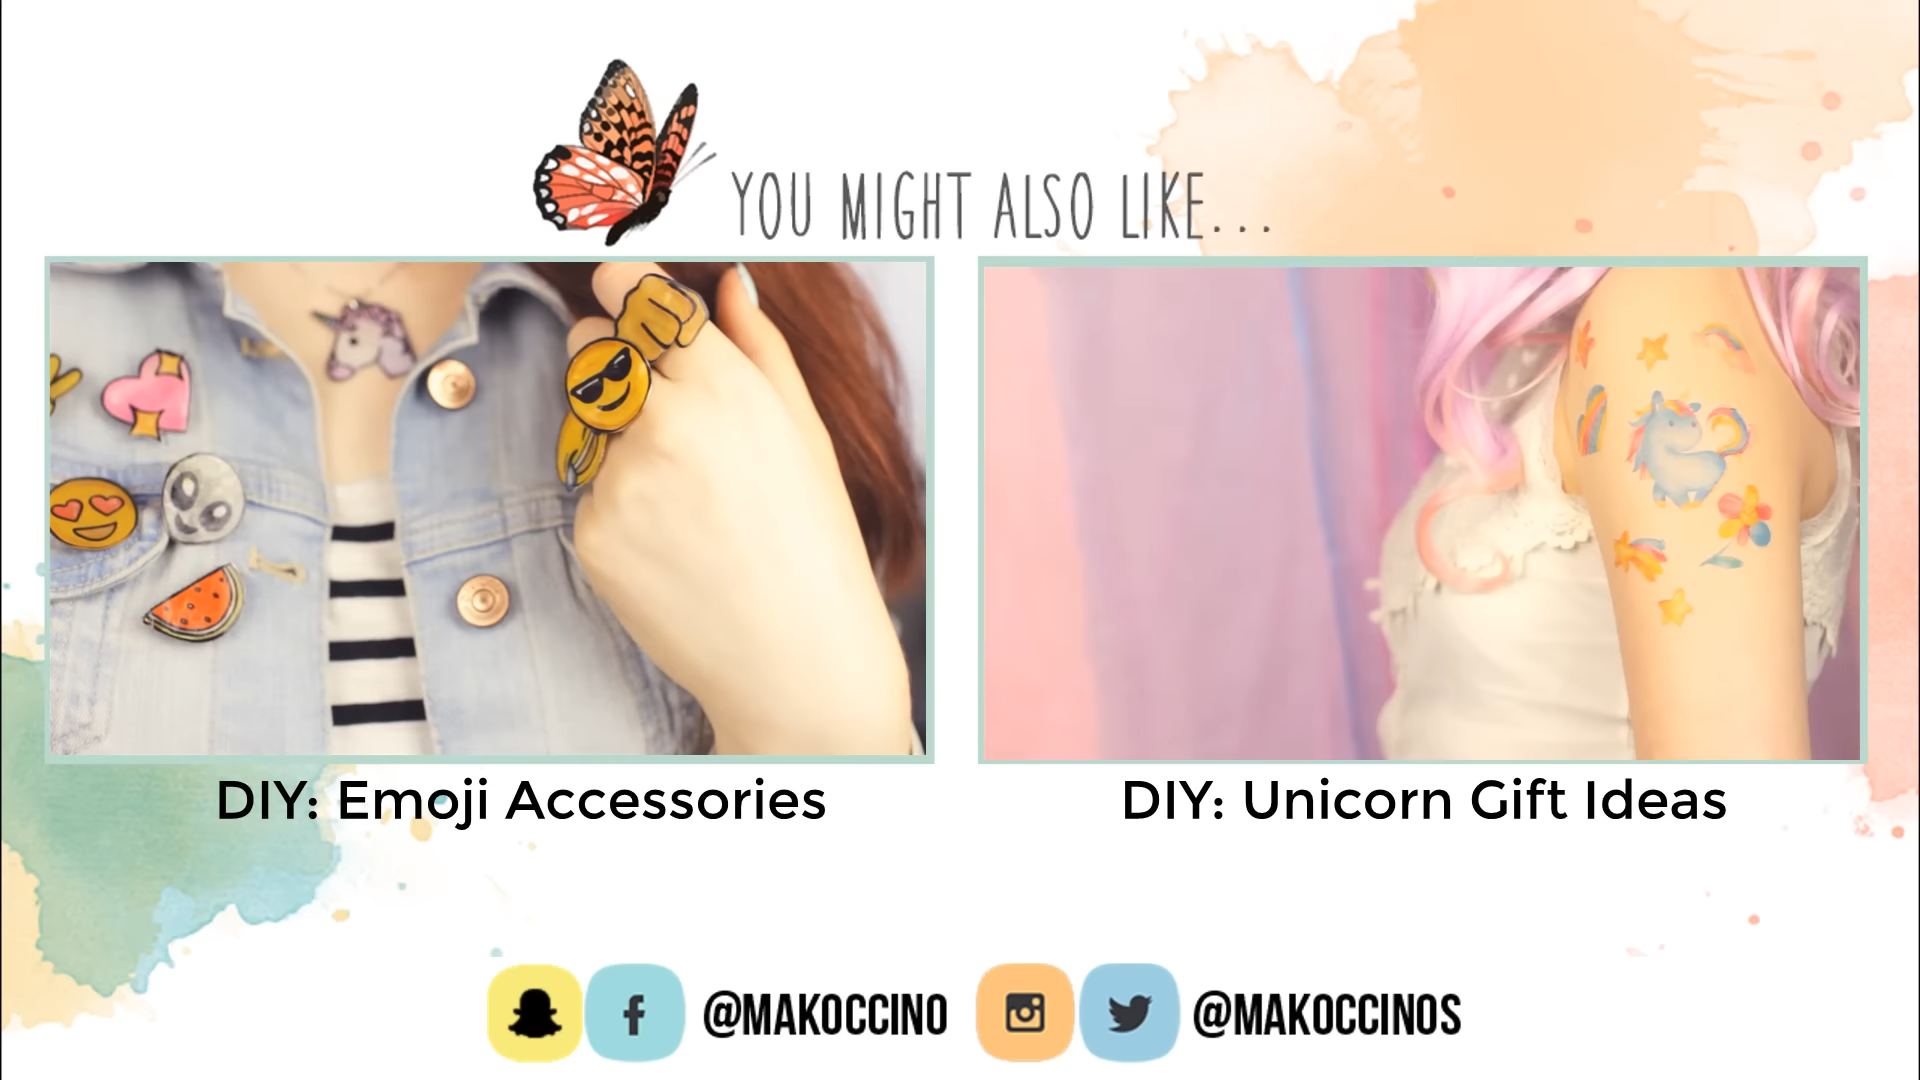 YOU MIGHT ALSO LIKE...
DIY: Emoji Accessories
DIY: Unicorn Gift Ideas
@MAKOCCINO
@MAKOCCINOS